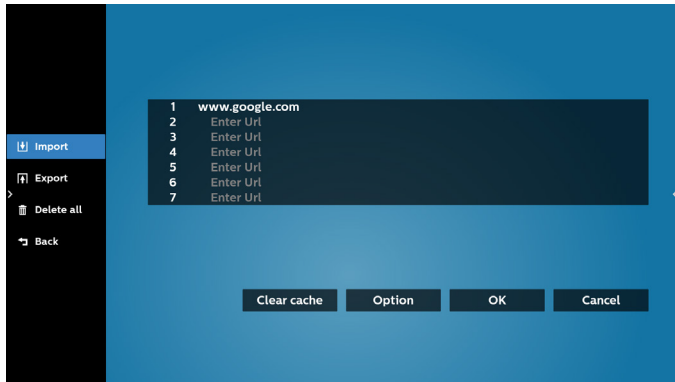 Import
Export
Delete all
Back
1 www.google.com
2 Enter Url
3 Enter Url
4 Enter Url
5 Enter Url
6 Enter Url
7 Enter Url
Clear cache Option OK Cancel